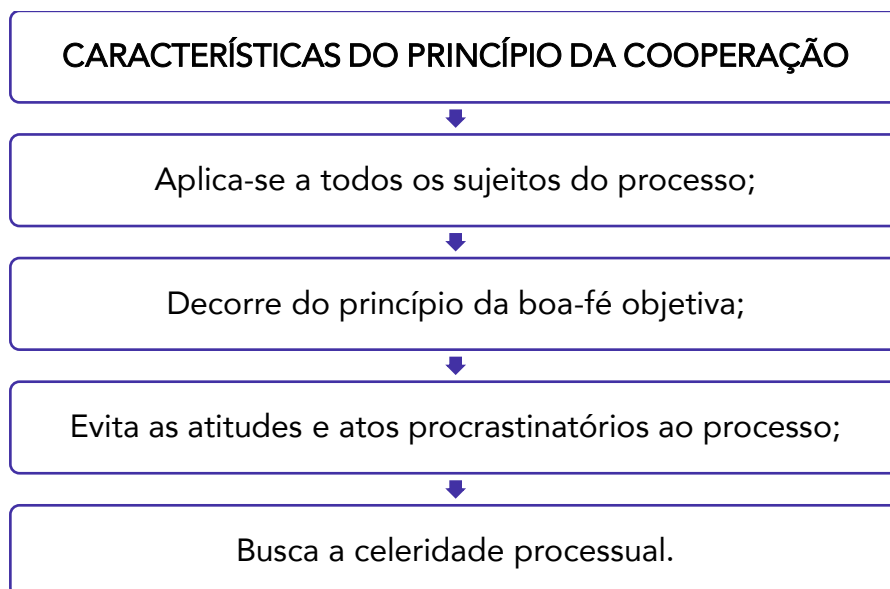 CARACTERÍSTICAS DO PRINCÍPIO DA COOPERAÇÃO
Aplica-se a todos os sujeitos do processo;
Decorre do princípio da boa-fé objetiva;
Evita as atitudes e atos procrastinatórios ao processo;
Busca a celeridade processual.